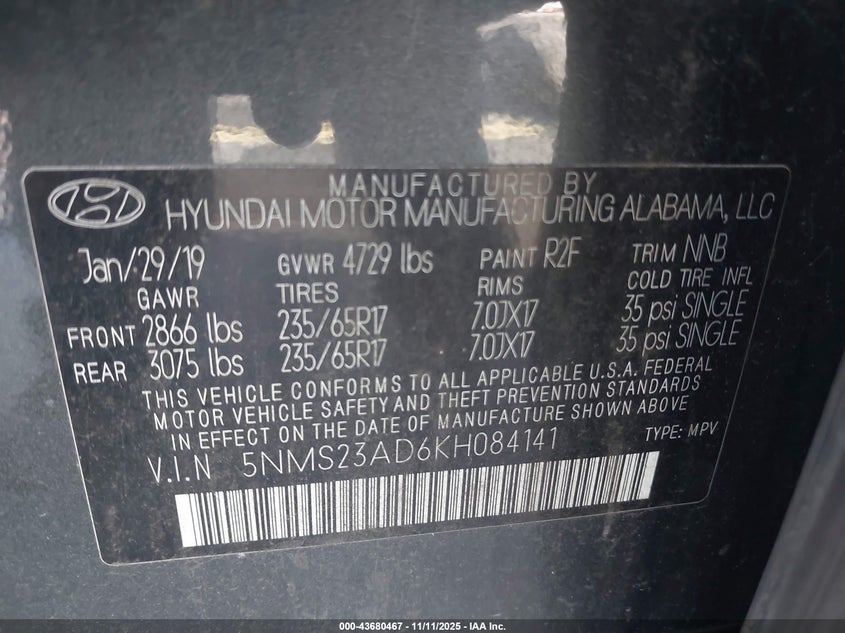 MANUFACTURED BY
HYUNDAI MOTOR MANUFACTURING ALABAMA, LLC
Jan/29/19 GVWR 4729 lbs PAINT R2F TRIM NNB
GAWR TIRES RIMS COLD TIRE INFL
FRONT 2866 lbs 235/65R17 7.0JX17 35 psi SINGLE
REAR 3075 lbs 235/65R17 7.0JX17 35 psi SINGLE
THIS VEHICLE CONFORMS TO ALL APPLICABLE U.S.A. FEDERAL
MOTOR VEHICLE SAFETY AND THEFT PREVENTION STANDARDS
IN EFFECT ON THE DATE OF MANUFACTURE SHOWN ABOVE
V.I.N 5NMS23AD6KH084141 TYPE: MPV
000-43680467 - 11/11/2025 - IAA Inc.